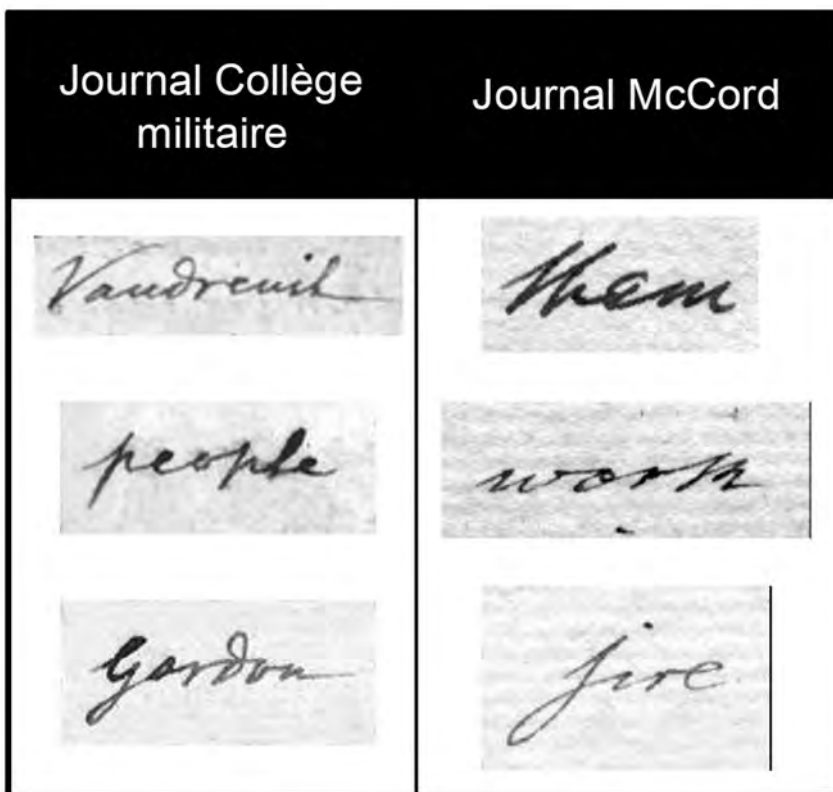 Journal Collège
militaire
Journal McCord
Vaudreuil
them
people
work
Gordon
fire